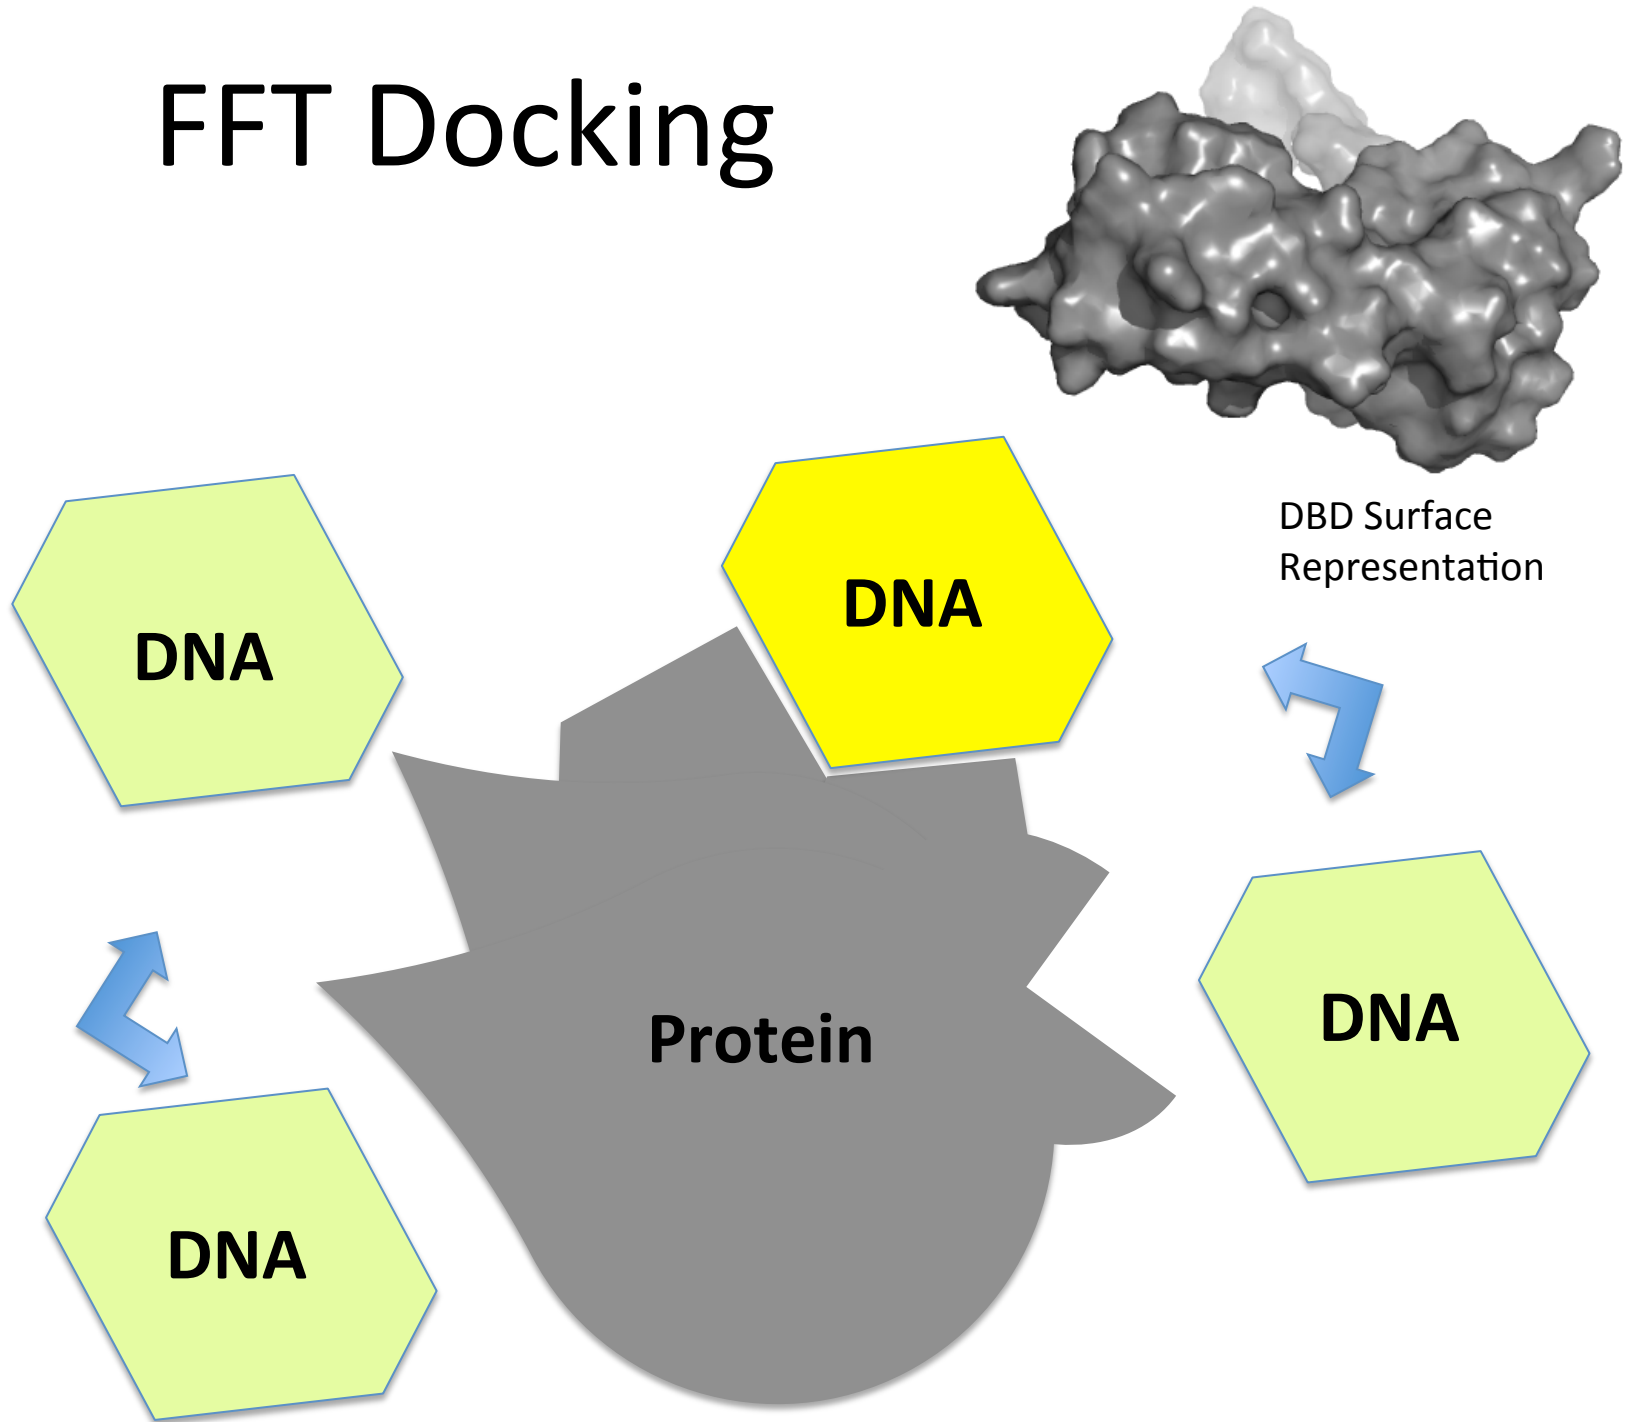 FFT Docking
DBD Surface
Representation
DNA
DNA
DNA
Protein
DNA